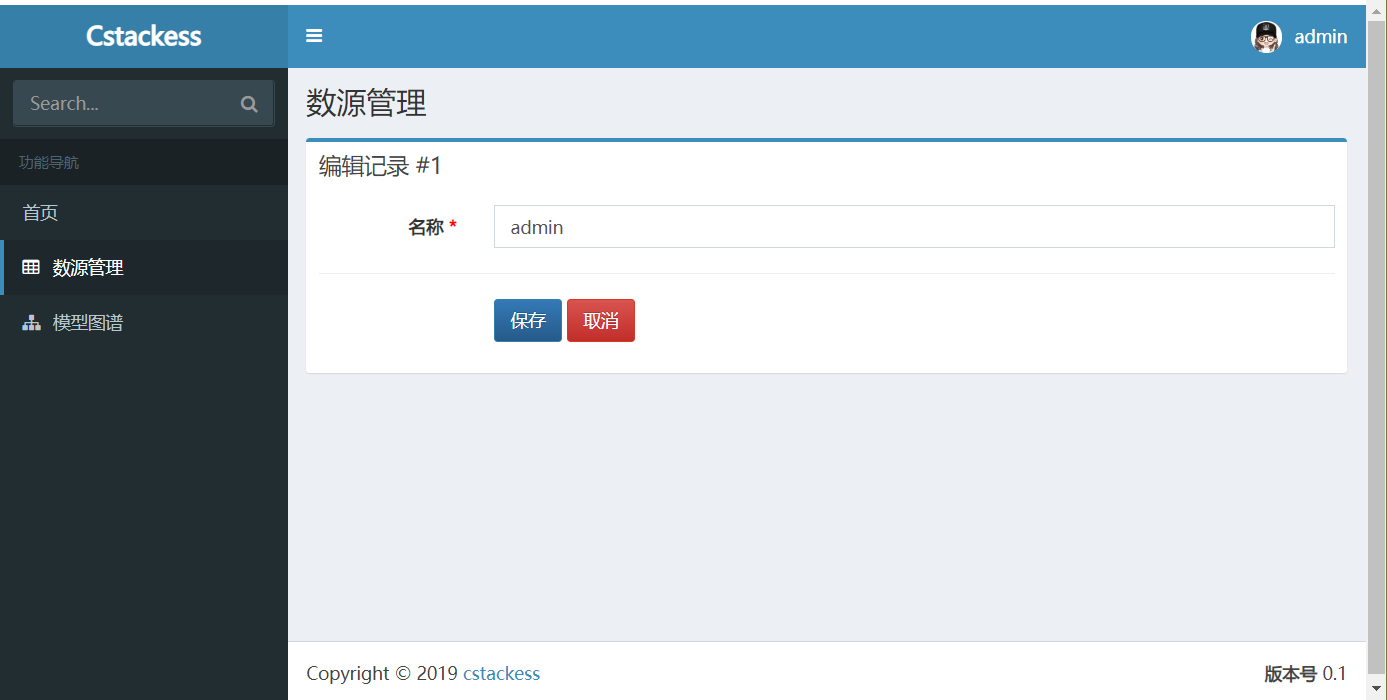 Cstackess
admin
Search...
功能导航
首页
数源管理
模型图谱
数源管理
编辑记录 #1
名称 *
admin
保存 取消
Copyright © 2019 cstackess
版本号 0.1